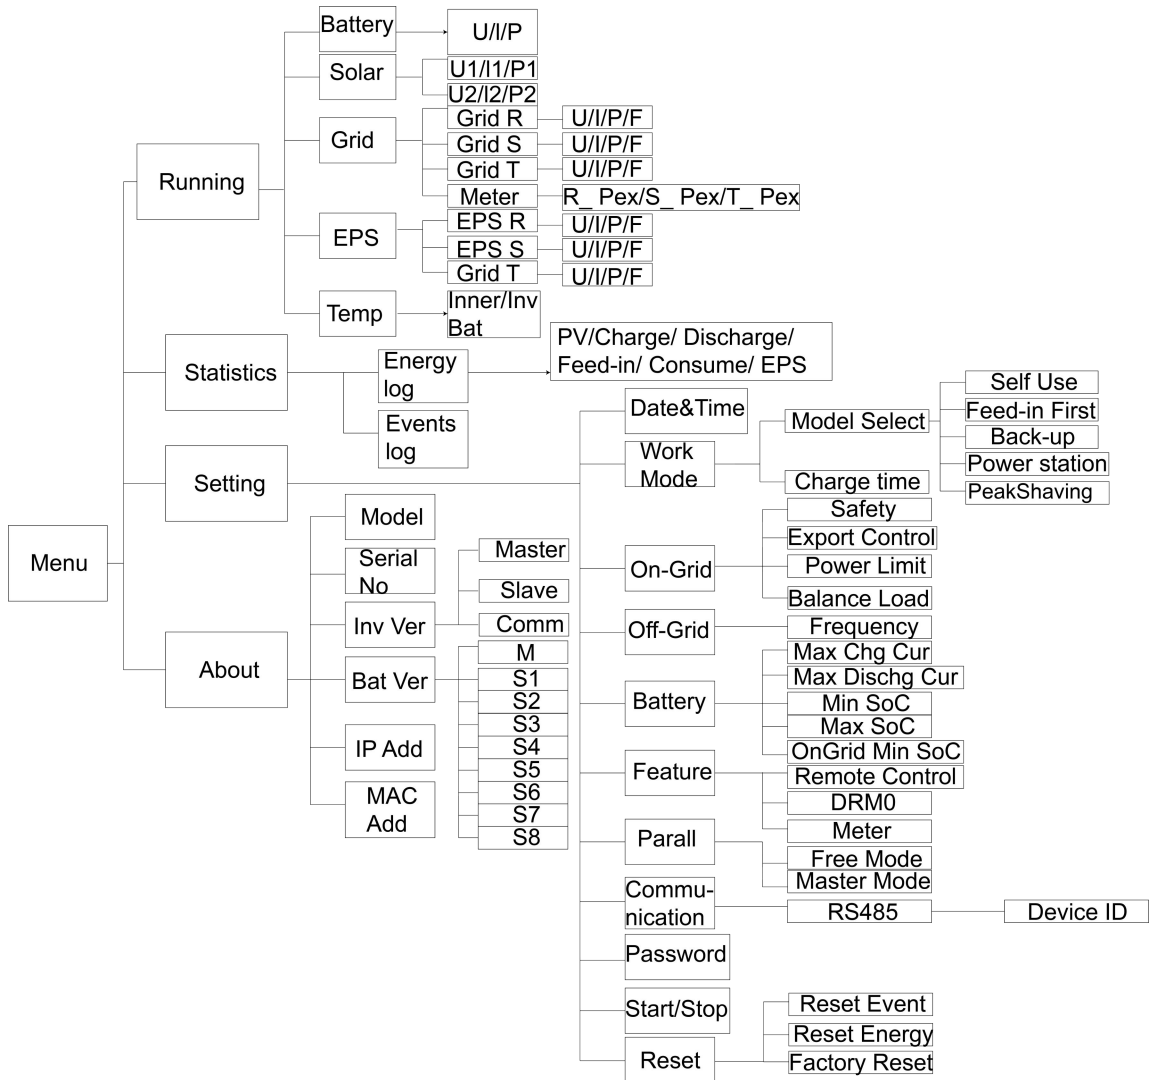 Battery
U/I/P
Solar
U1/I1/P1
U2/I2/P2
Grid
Grid R
U/I/P/F
Grid S
U/I/P/F
Grid T
U/I/P/F
Meter
R_ Pex/S_ Pex/T_ Pex
Running
EPS
EPS R
U/I/P/F
EPS S
U/I/P/F
Grid T
U/I/P/F
Temp
Inner/Inv
Bat
Statistics
Energy
log
PV/Charge/ Discharge/
Feed-in/ Consume/ EPS
Events
log
Setting
Date&Time
Work
Mode
Model Select
Self Use
Feed-in First
Back-up
Power station
PeakShaving
Charge time
On-Grid
Safety
Export Control
Power Limit
Balance Load
Off-Grid
Frequency
Battery
Max Chg Cur
Max Dischg Cur
Min SoC
Max SoC
OnGrid Min SoC
Feature
Remote Control
DRM0
Meter
Parall
Free Mode
Master Mode
Commu-
nication
RS485
Device ID
Password
Start/Stop
Reset
Reset Event
Reset Energy
Factory Reset
Menu
About
Model
Serial
No
Inv Ver
Master
Slave
Comm
Bat Ver
M
S1
S2
S3
S4
S5
S6
S7
S8
IP Add
MAC
Add